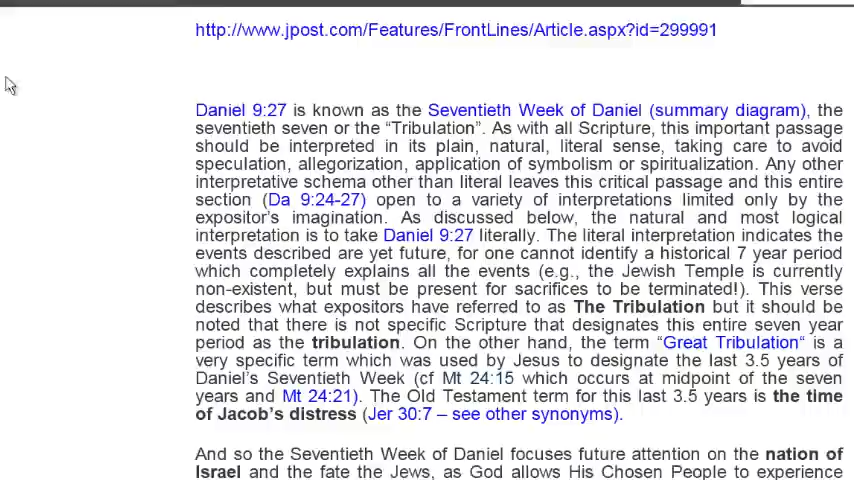 http://www.jpost.com/Features/FrontLines/Article.aspx?id=299991
Daniel 9:27 is known as the Seventieth Week of Daniel (summary diagram), the
seventieth seven or the “Tribulation”. As with all Scripture, this important passage
should be interpreted in its plain, natural, literal sense, taking care to avoid
speculation, allegorization, application of symbolism or spiritualization. Any other
interpretative schema other than literal leaves this critical passage and this entire
section (Da 9:24-27) open to a variety of interpretations limited only by the
expositor’s imagination. As discussed below, the natural and most logical
interpretation is to take Daniel 9:27 literally. The literal interpretation indicates the
events described are yet future, for one cannot identify a historical 7 year period
which completely explains all the events (e.g., the Jewish Temple is currently
non-existent, but must be present for sacrifices to be terminated!). This verse
describes what expositors have referred to as The Tribulation but it should be
noted that there is not specific Scripture that designates this entire seven year
period as the tribulation. On the other hand, the term “Great Tribulation“ is a
very specific term which was used by Jesus to designate the last 3.5 years of
Daniel’s Seventieth Week (cf Mt 24:15 which occurs at midpoint of the seven
years and Mt 24:21). The Old Testament term for this last 3.5 years is the time
of Jacob’s distress (Jer 30:7 – see other synonyms).
And so the Seventieth Week of Daniel focuses future attention on the nation of
Israel and the fate the Jews, as God allows His Chosen People to experience